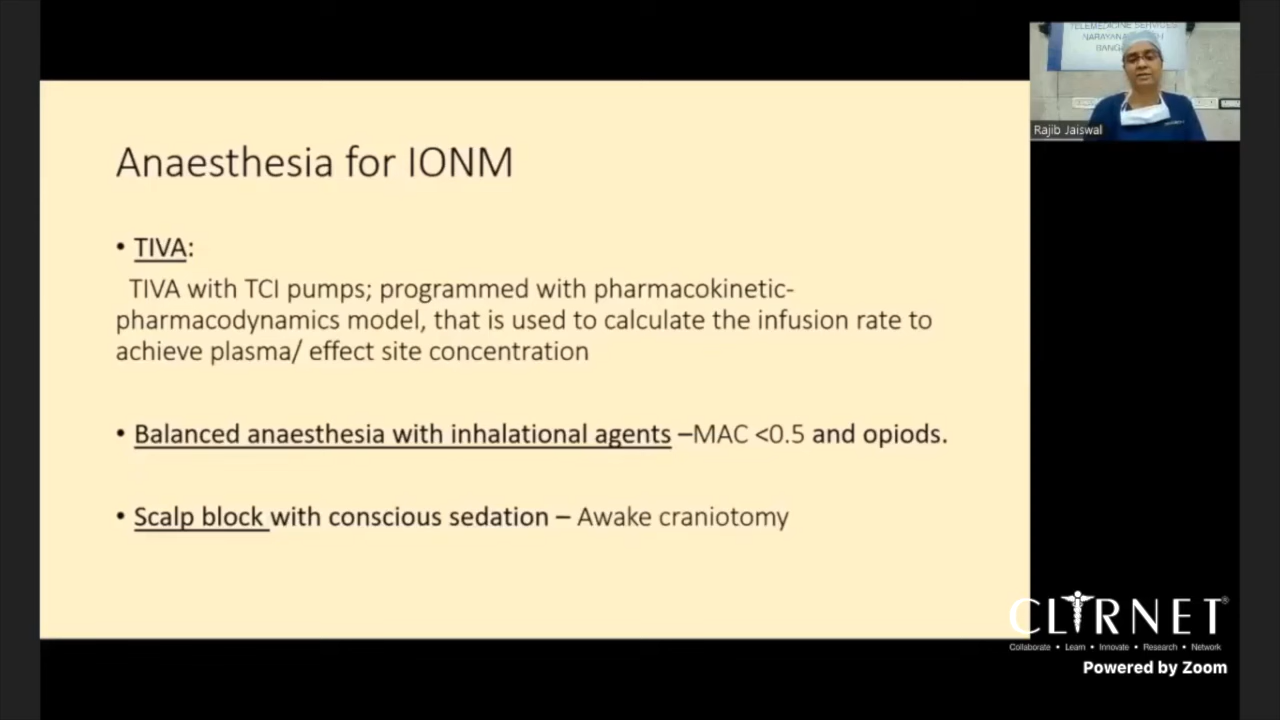 TELEMEDICINE SERVICES
Rajib Jaiswal
Anaesthesia for IONM
• TIVA:
TIVA with TCI pumps; programmed with pharmacokinetic-
pharmacodynamics model, that is used to calculate the infusion rate to
achieve plasma/ effect site concentration
• Balanced anaesthesia with inhalational agents –MAC <0.5 and opiods.
• Scalp block with conscious sedation – Awake craniotomy
CLIRNET®
Collaborate • Learn • Innovate • Research • Network
Powered by Zoom